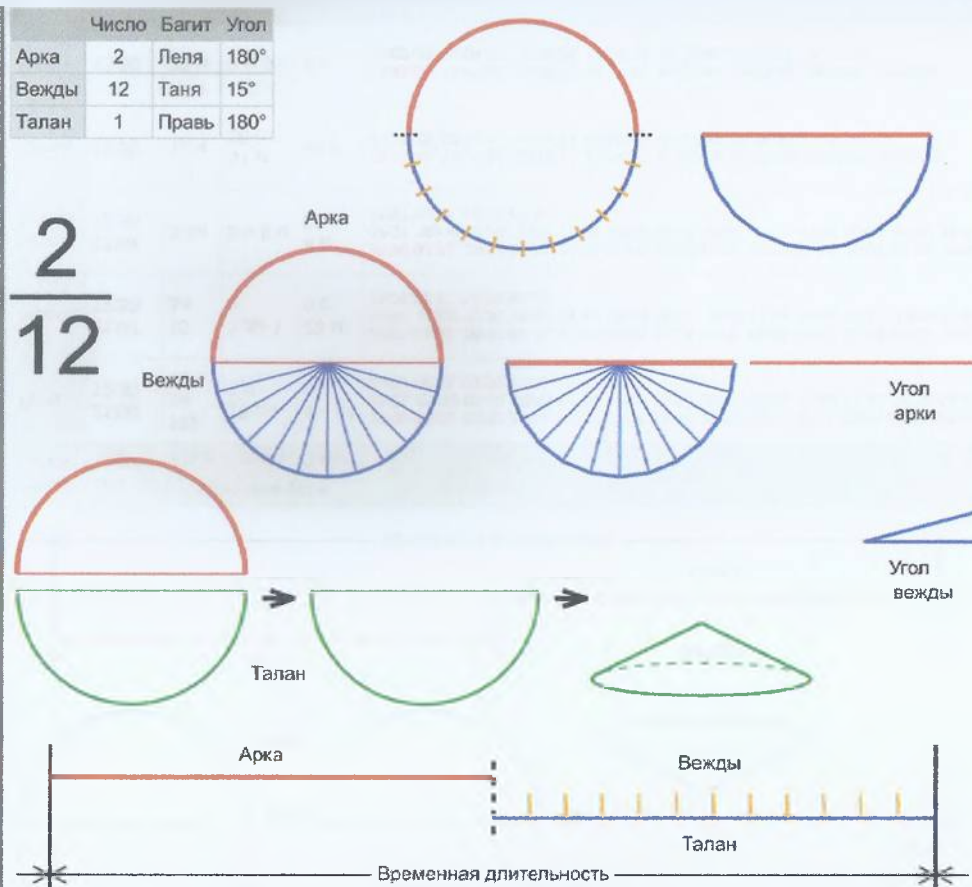 Число Багит Угол
Арка 2 Леля 180°
Вежды 12 Таня 15°
Талан 1 Правь 180°
2
12
Арка
Вежды
Угол
арки
Угол
вежды
Талан
Арка
Вежды
Талан
Временная длительность